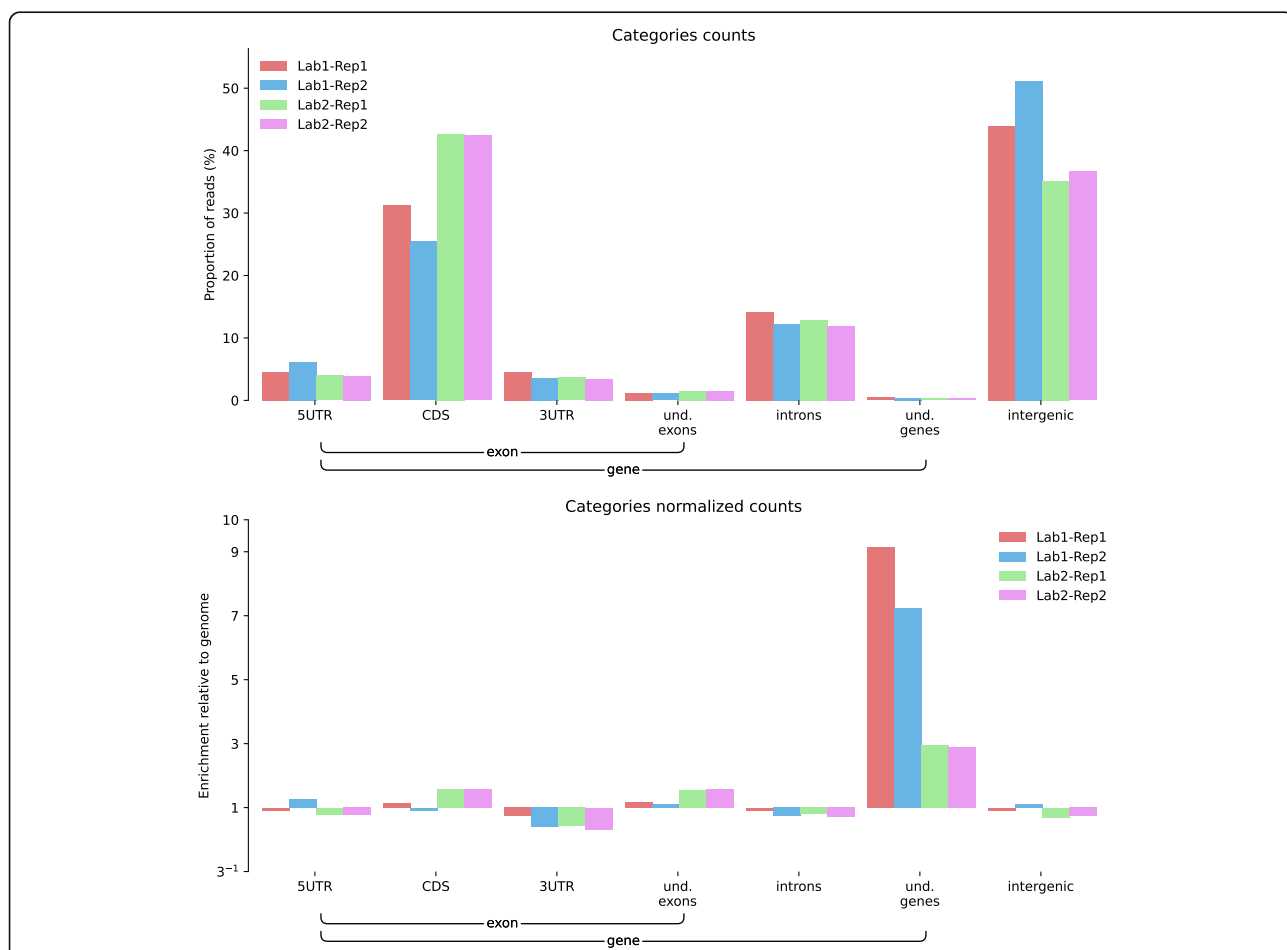 Categories counts
Lab1-Rep1
Lab1-Rep2
Lab2-Rep1
Lab2-Rep2
Proportion of reads (%)
50
40
30
20
10
0
5UTR CDS 3UTR und. exons introns und. genes intergenic
exon
gene
Categories normalized counts
Lab1-Rep1
Lab1-Rep2
Lab2-Rep1
Lab2-Rep2
Enrichment relative to genome
10
9
7
5
3
1
3⁻¹
5UTR CDS 3UTR und. exons introns und. genes intergenic
exon
gene